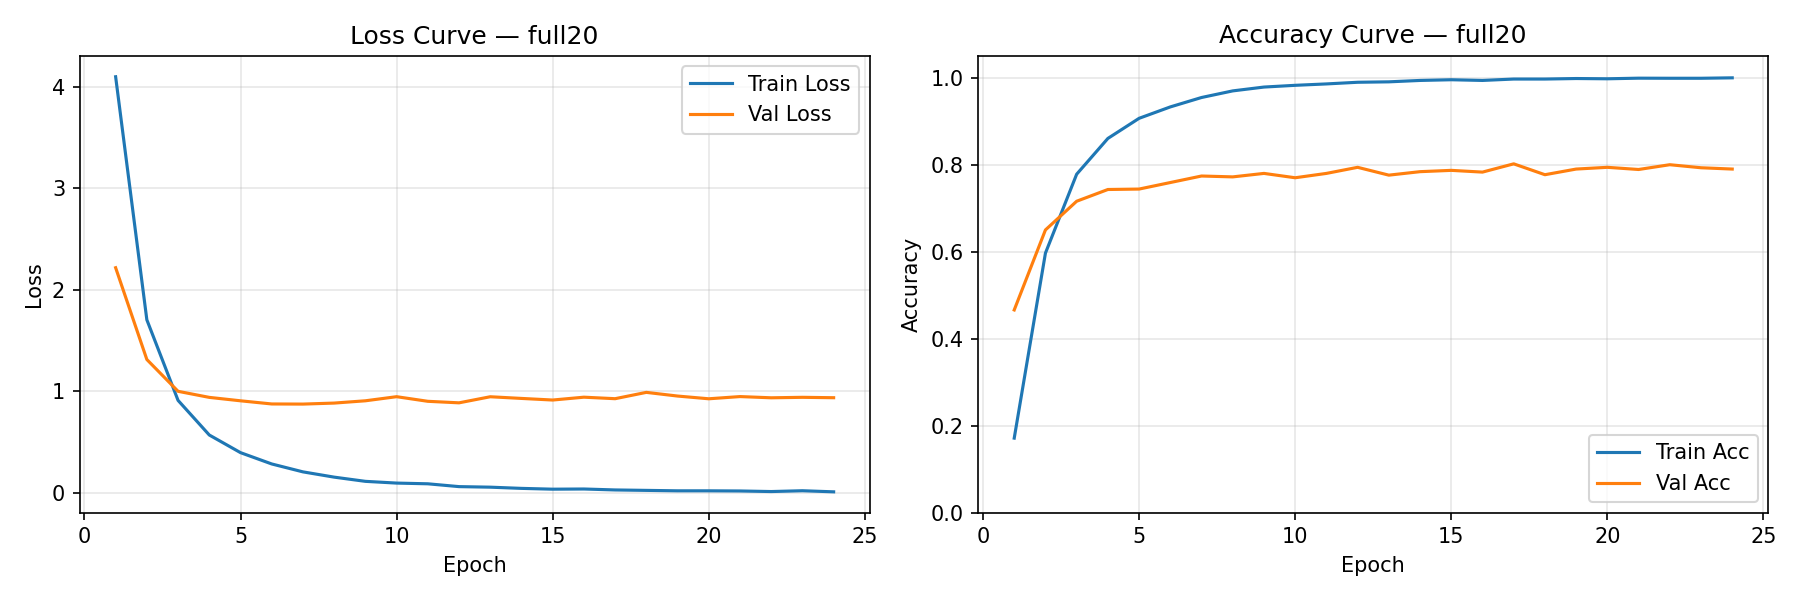 Loss Curve — full20
Loss
4
3
2
1
0
Train Loss
Val Loss
0 5 10 15 20 25
Epoch
Accuracy Curve — full20
Accuracy
1.0
0.8
0.6
0.4
0.2
0.0
Train Acc
Val Acc
0 5 10 15 20 25
Epoch